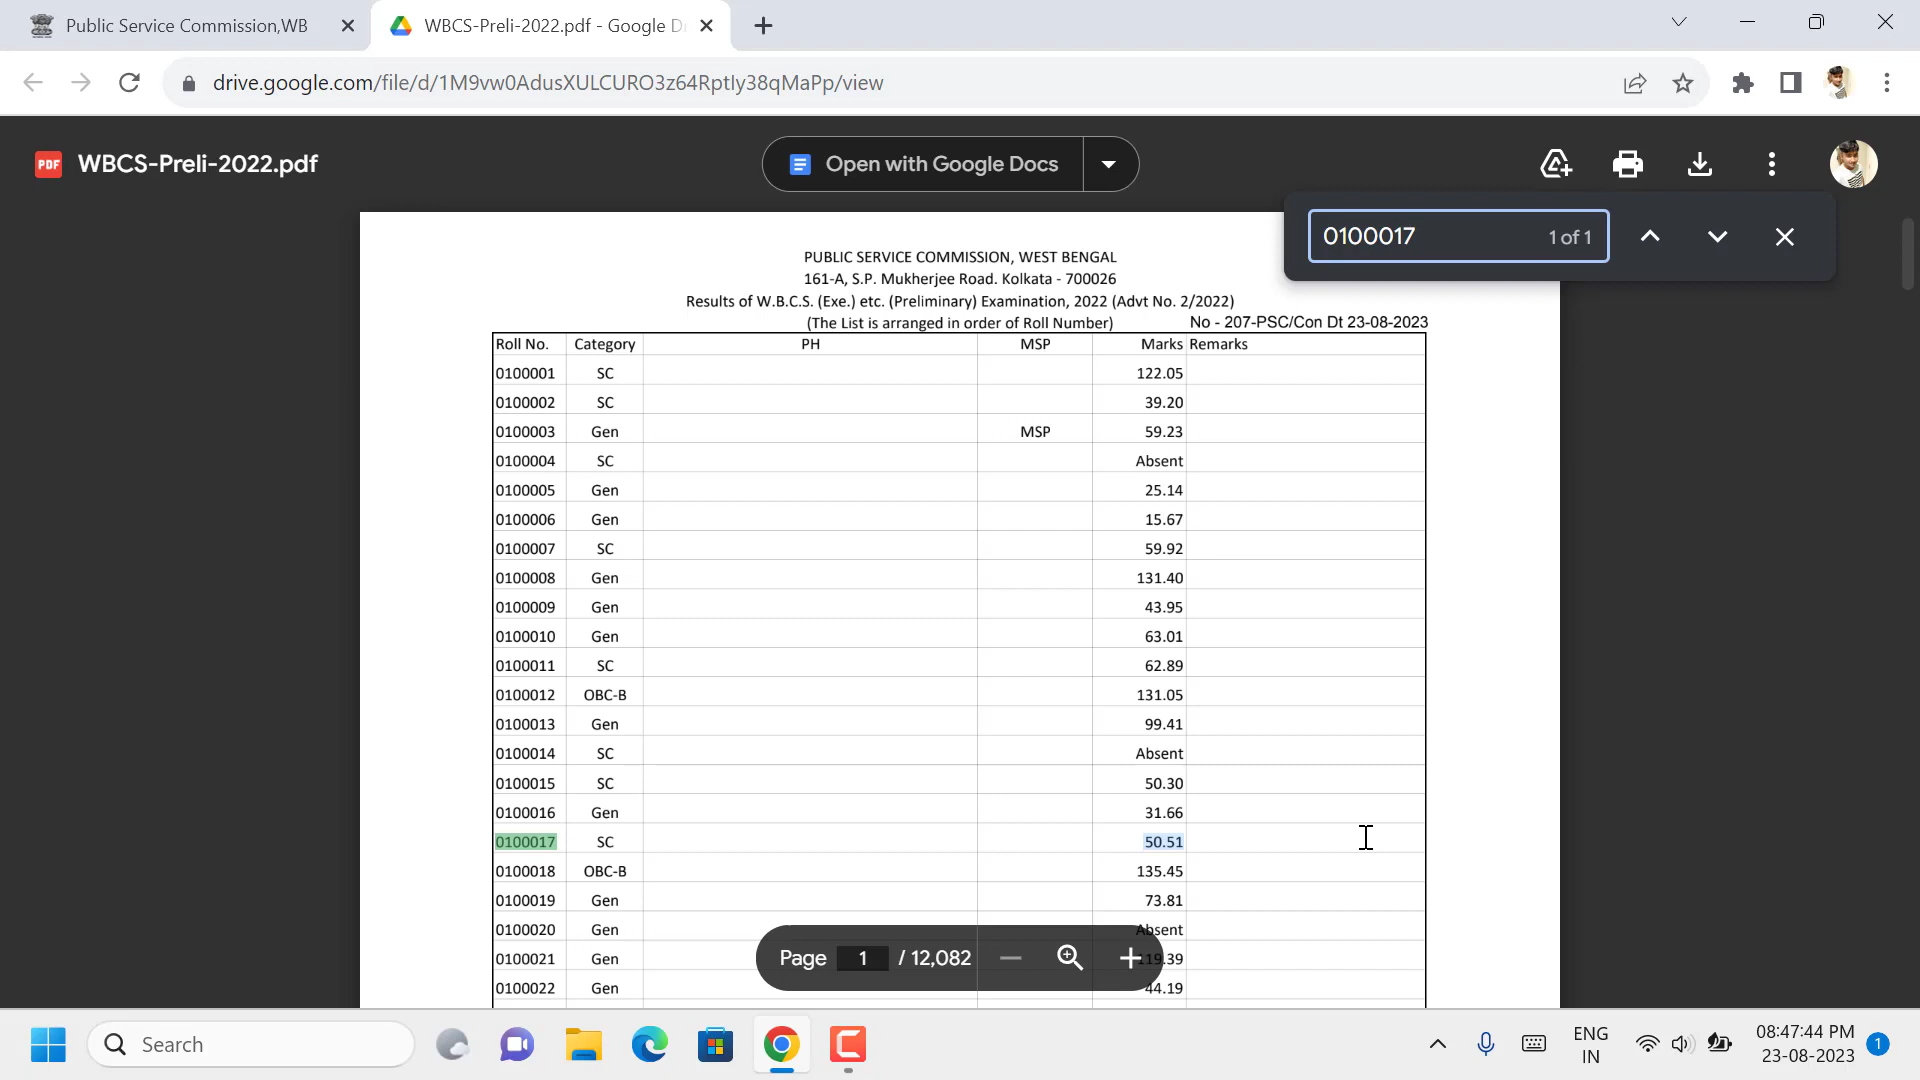 Public Service Commission,WB
WBCS-Preli-2022.pdf - Google D
drive.google.com/file/d/1M9vw0AdusXULCURO3z64Rptly38qMaPp/view
PDF WBCS-Preli-2022.pdf
Open with Google Docs
0100017 1 of 1
PUBLIC SERVICE COMMISSION, WEST BENGAL
161-A, S.P. Mukherjee Road. Kolkata - 700026
Results of W.B.C.S. (Exe.) etc. (Preliminary) Examination, 2022 (Advt No. 2/2022)
(The List is arranged in order of Roll Number) No - 207-PSC/Con Dt 23-08-2023
Roll No. Category PH MSP Marks Remarks
0100001 SC 122.05
0100002 SC 39.20
0100003 Gen MSP 59.23
0100004 SC Absent
0100005 Gen 25.14
0100006 Gen 15.67
0100007 SC 59.92
0100008 Gen 131.40
0100009 Gen 43.95
0100010 Gen 63.01
0100011 SC 62.89
0100012 OBC-B 131.05
0100013 Gen 99.41
0100014 SC Absent
0100015 SC 50.30
0100016 Gen 31.66
0100017 SC 50.51
0100018 OBC-B 135.45
0100019 Gen 73.81
0100020 Gen Absent
0100021 Gen 119.39
0100022 Gen 44.19
Page 1 / 12,082
Search
ENG
IN
08:47:44 PM
23-08-2023
1